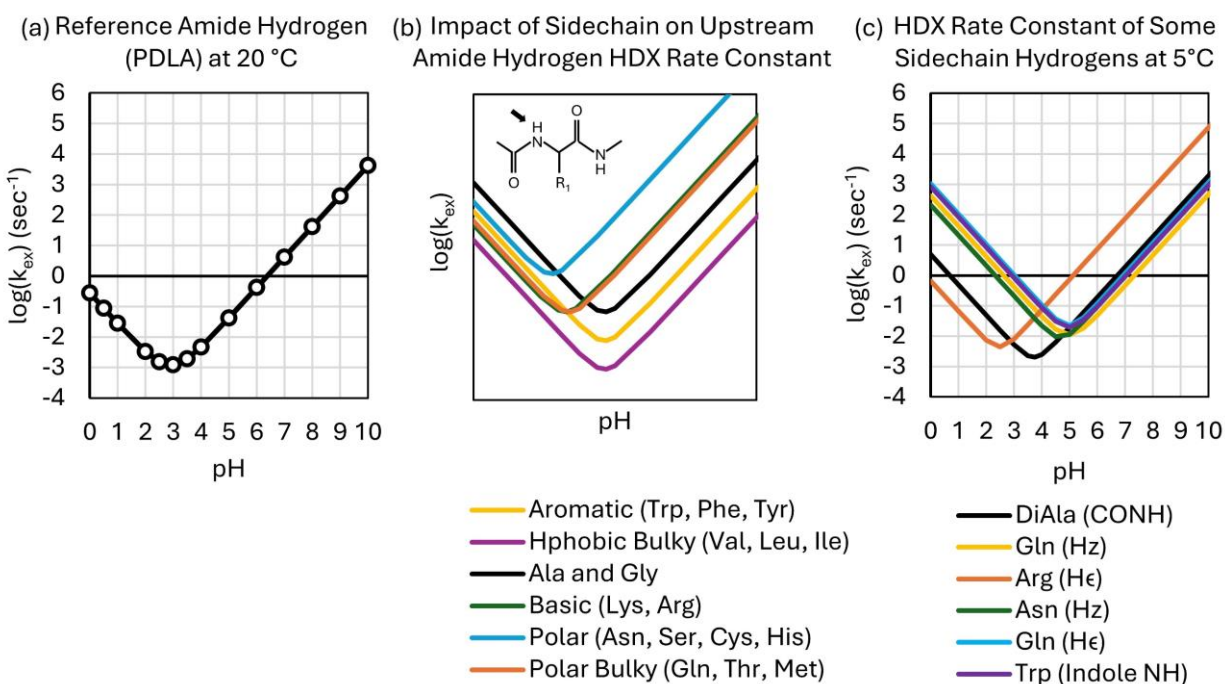 (a) Reference Amide Hydrogen
(PDLA) at 20 °C
log(kex) (sec-1)
6
5
4
3
2
1
0
-1
-2
-3
-4
0 1 2 3 4 5 6 7 8 9 10
pH
(b) Impact of Sidechain on Upstream
Amide Hydrogen HDX Rate Constant
log(kex)
H
N
O
O
R1
N
H
pH
Aromatic (Trp, Phe, Tyr)
Hphobic Bulky (Val, Leu, Ile)
Ala and Gly
Basic (Lys, Arg)
Polar (Asn, Ser, Cys, His)
Polar Bulky (Gln, Thr, Met)
(c) HDX Rate Constant of Some
Sidechain Hydrogens at 5°C
log(kex) (sec-1)
6
5
4
3
2
1
0
-1
-2
-3
-4
0 1 2 3 4 5 6 7 8 9 10
pH
DiAla (CONH)
Gln (Hz)
Arg (Hϵ)
Asn (Hz)
Gln (Hϵ)
Trp (Indole NH)